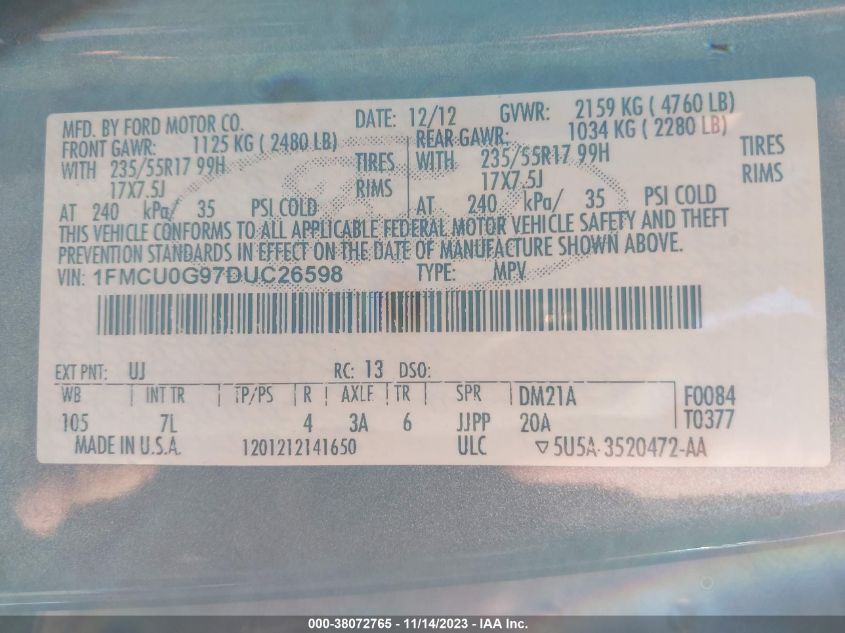 MFD. BY FORD MOTOR CO. DATE: 12/12 GVWR: 2159 KG ( 4760 LB)
FRONT GAWR: 1125 KG ( 2480 LB) REAR GAWR: 1034 KG ( 2280 LB)
WITH 235/55R17 99H TIRES WITH 235/55R17 99H TIRES
17X7.5J RIMS 17X7.5J RIMS
AT 240 kPa/ 35 PSI COLD AT 240 kPa/ 35 PSI COLD
THIS VEHICLE CONFORMS TO ALL APPLICABLE FEDERAL MOTOR VEHICLE SAFETY AND THEFT
PREVENTION STANDARDS IN EFFECT ON THE DATE OF MANUFACTURE SHOWN ABOVE.
VIN: 1FMCU0G97DUC26598 TYPE: MPV
EXT PNT: UJ RC: 13 DSO:
WB INT TR TP/PS R AXLE TR SPR DM21A F0084
105 7L 4 3A 6 JJPP 20A T0377
MADE IN U.S.A. 1201212141650 ULC 5U5A-3520472-AA
000-38072765 - 11/14/2023 - IAA Inc.